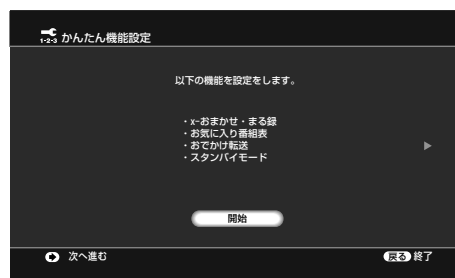 1-2-3 かんたん機能設定
以下の機能を設定をします。
・x-おまかせ・まる録
・お気に入り番組表
・おでかけ転送
・スタンバイモード
開始
次へ進む
戻る 終了